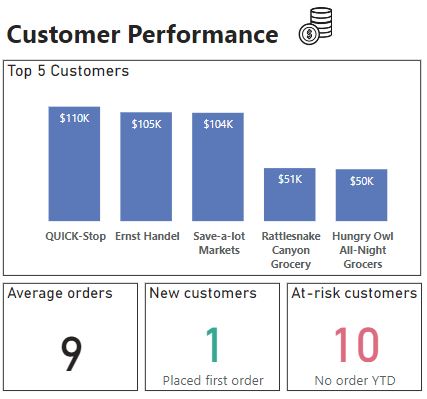 Customer Performance
Top 5 Customers
$110K
$105K
$104K
$51K
$50K
QUICK-Stop
Ernst Handel
Save-a-lot
Markets
Rattlesnake
Canyon
Grocery
Hungry Owl
All-Night
Grocers
Average orders
9
New customers
1
Placed first order
At-risk customers
10
No order YTD